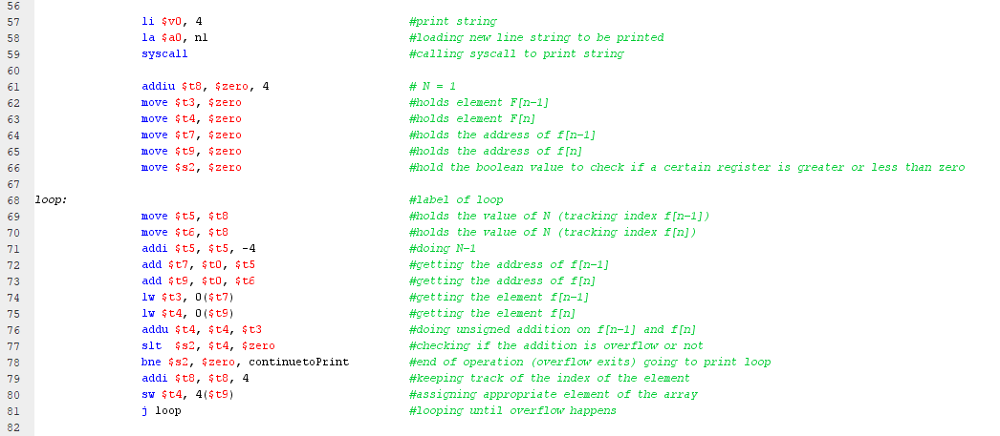 56
57 li $v0, 4 #print string
58 la $a0, nl #loading new line string to be printed
59 syscall #calling syscall to print string
60
61 addiu $t8, $zero, 4 # N = 1
62 move $t3, $zero #holds element F[n-1]
63 move $t4, $zero #holds element F[n]
64 move $t7, $zero #holds the address of f[n-1]
65 move $t9, $zero #holds the address of f[n]
66 move $s2, $zero #hold the boolean value to check if a certain register is greater or less than zero
67
68 loop: #label of loop
69 move $t5, $t8 #holds the value of N (tracking index f[n-1])
70 move $t6, $t8 #holds the value of N (tracking index f[n])
71 addi $t5, $t5, -4 #doing N-1
72 add $t7, $t0, $t5 #getting the address of f[n-1]
73 add $t9, $t0, $t6 #getting the address of f[n]
74 lw $t3, 0($t7) #getting the element f[n-1]
75 lw $t4, 0($t9) #getting the element f[n]
76 addu $t4, $t4, $t3 #doing unsigned addition on f[n-1] and f[n]
77 slt $s2, $t4, $zero #checking if the addition is overflow or not
78 bne $s2, $zero, continuetoPrint #end of operation (overflow exits) going to print loop
79 addi $t8, $t8, 4 #keeping track of the index of the element
80 sw $t4, 4($t9) #assigning appropriate element of the array
81 j loop #looping until overflow happens
82